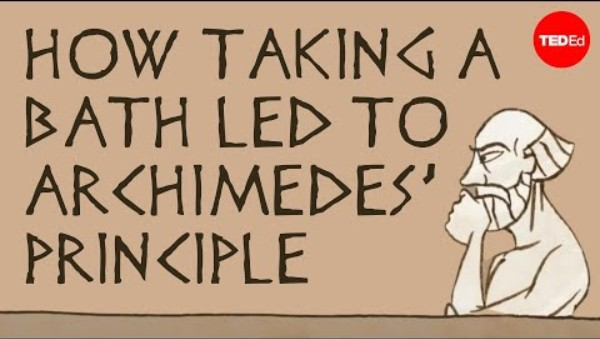 HOW TAKING A
BATH LED TO
ARCHIMEDES'
PRINCIPLE
TEDEd